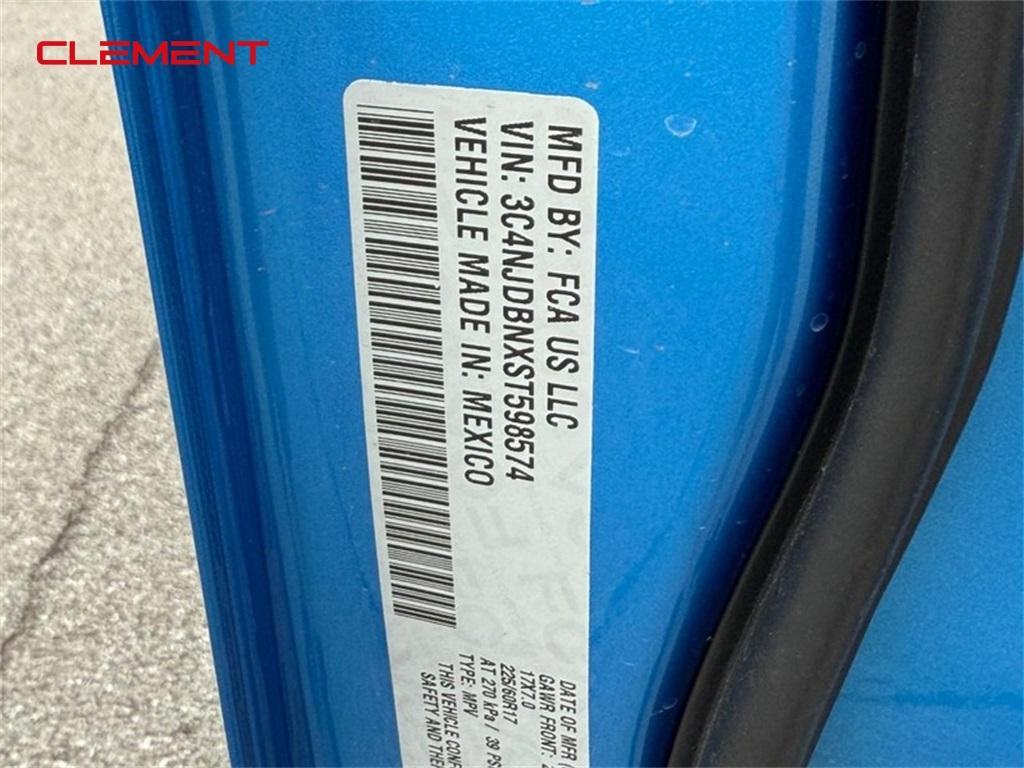 CLEMENT
MFD BY: FCA US LLC
VIN: 3C4NJDBNXST598574
VEHICLE MADE IN: MEXICO
DATE OF MFR
GAWR FRONT:
17X7.0
225/60R17
AT 270 kPa / 39
TYPE: MPV
THIS VEHICLE
SAFETY AND